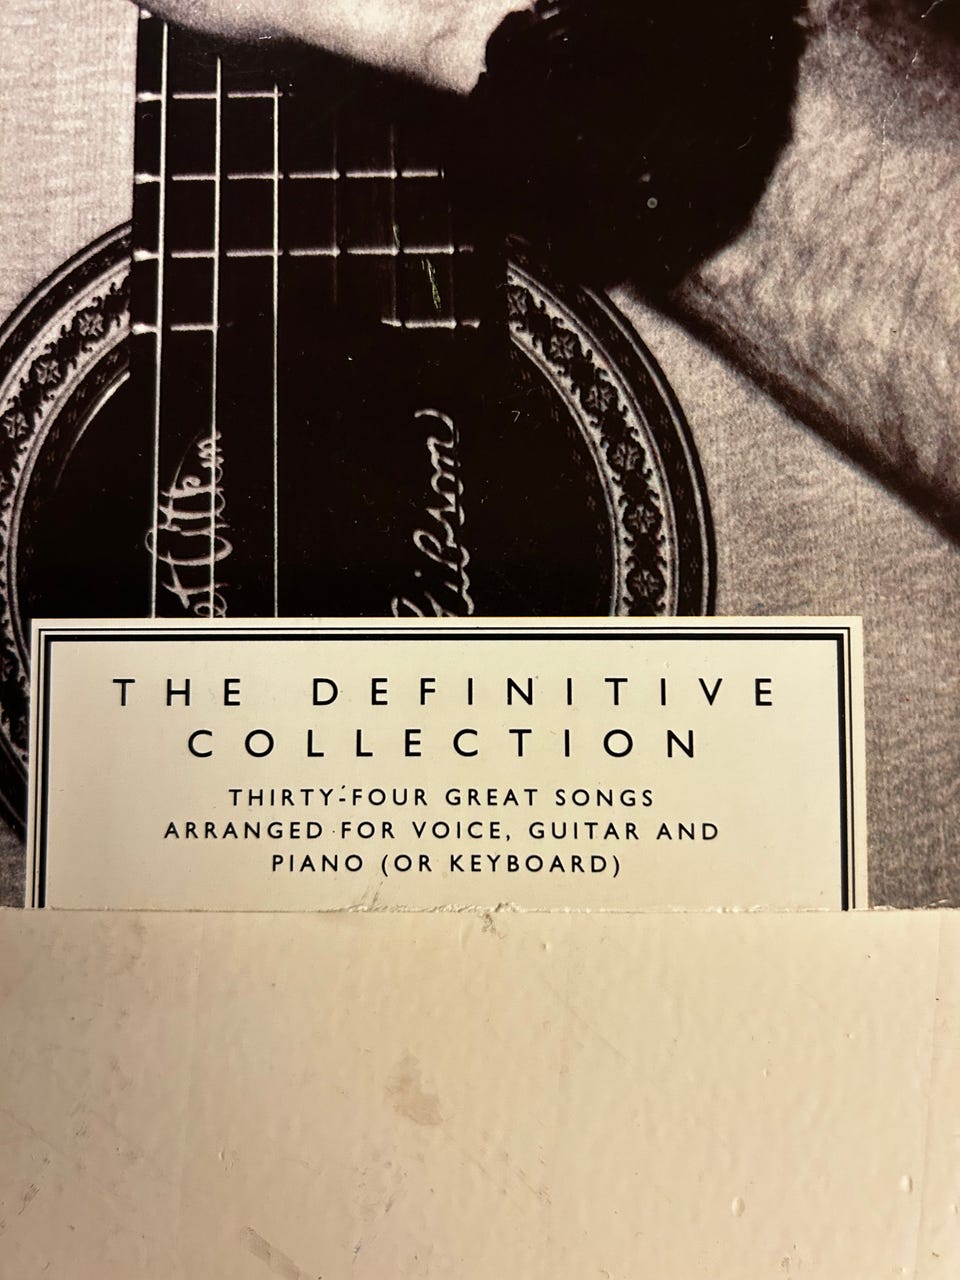 Gibson
THE DEFINITIVE
COLLECTION
THIRTY-FOUR GREAT SONGS
ARRANGED FOR VOICE, GUITAR AND
PIANO (OR KEYBOARD)